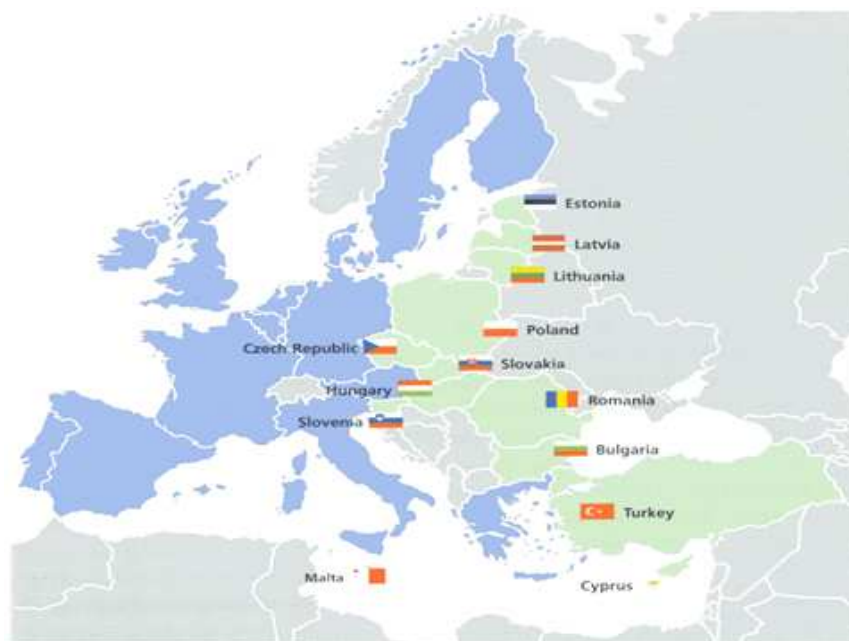 Estonia
Latvia
Lithuania
Poland
Czech Republic
Slovakia
Hungary
Romania
Slovenia
Bulgaria
Turkey
Malta
Cyprus